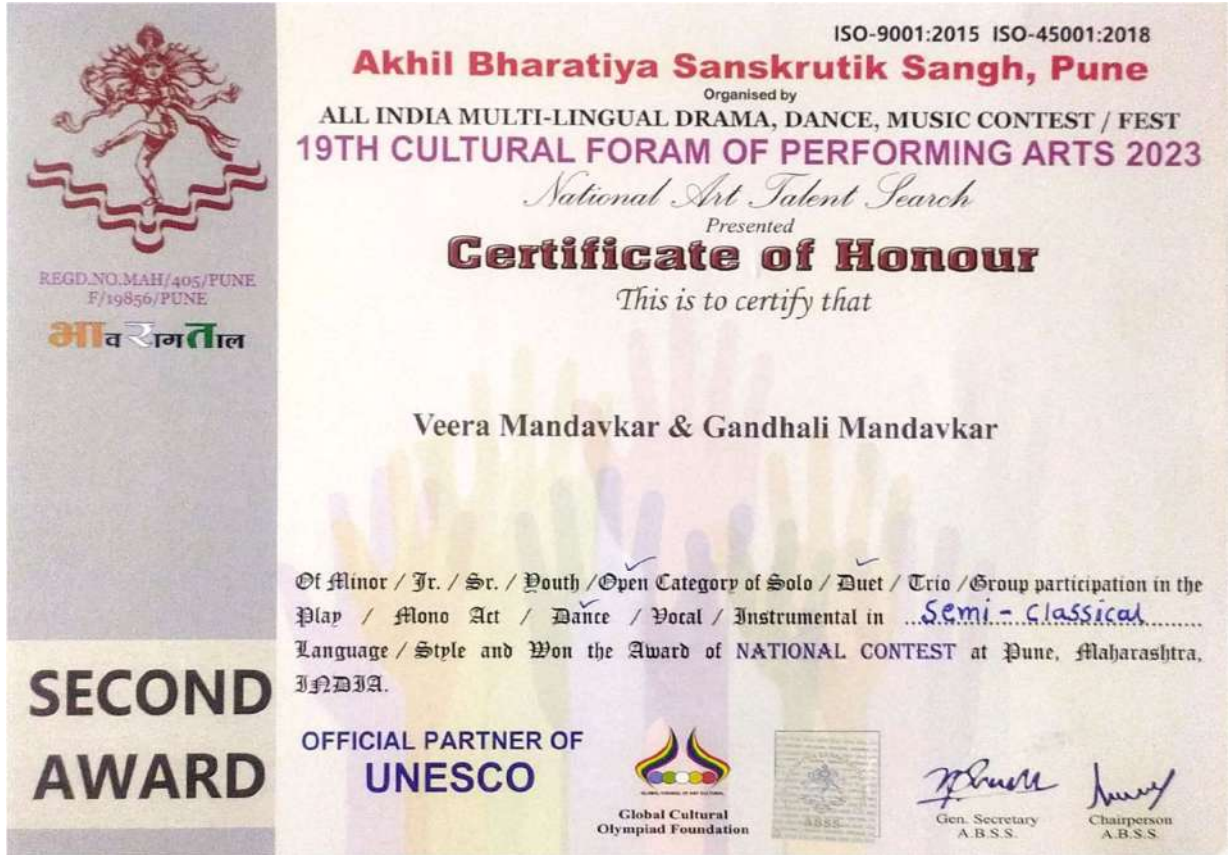 ISO-9001:2015 ISO-45001:2018
Akhil Bharatiya Sanskrutik Sangh, Pune
Organised by
ALL INDIA MULTI-LINGUAL DRAMA, DANCE, MUSIC CONTEST / FEST
19TH CULTURAL FORAM OF PERFORMING ARTS 2023
National Art Talent Search
Presented
Certificate of Honour
This is to certify that
REGD.NO.MAH/405/PUNE
F/19856/PUNE
भाव रागताल
Veera Mandavkar & Gandhali Mandavkar
Of Minor / Jr. / Sr. / Youth / Open Category of Solo / Duet / Trio / Group participation in the
Play / Mono Act / Dance / Vocal / Instrumental in ..Semi - Classical........
Language / Style and Won the Award of NATIONAL CONTEST at Pune, Maharashtra,
INDIA.
SECOND
AWARD
OFFICIAL PARTNER OF
UNESCO
Global Cultural
Olympiad Foundation
A.B.S.S.
Gen. Secretary
A.B.S.S.
Chairperson
A.B.S.S.